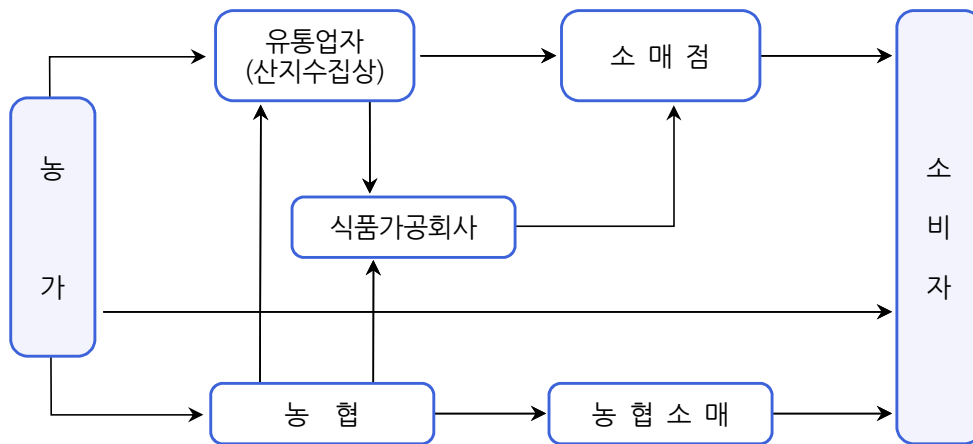 유통업자
(산지수집상)
소 매 점
농
가
식품가공회사
소
비
자
농 협
농 협 소 매